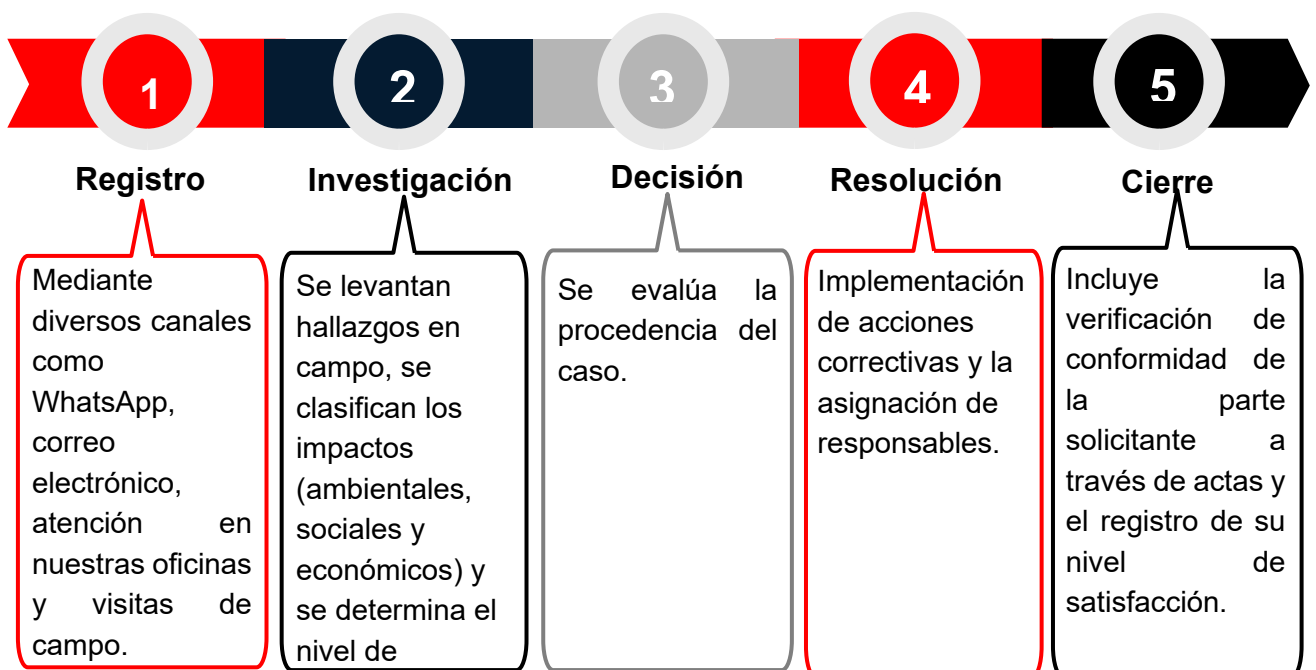 1
2
3
4
5
Registro
Investigación
Decisión
Resolución
Cierre
Mediante
diversos canales
como
WhatsApp,
correo
electrónico,
atención en
nuestras oficinas
y visitas de
campo.
Se levantan
hallazgos en
campo, se
clasifican los
impactos
(ambientales,
sociales y
económicos) y
se determina el
nivel de
Se evalúa la
procedencia del
caso.
Implementación
de acciones
correctivas y la
asignación de
responsables.
Incluye la
verificación de
conformidad de
la parte
solicitante a
través de actas y
el registro de su
nivel de
satisfacción.